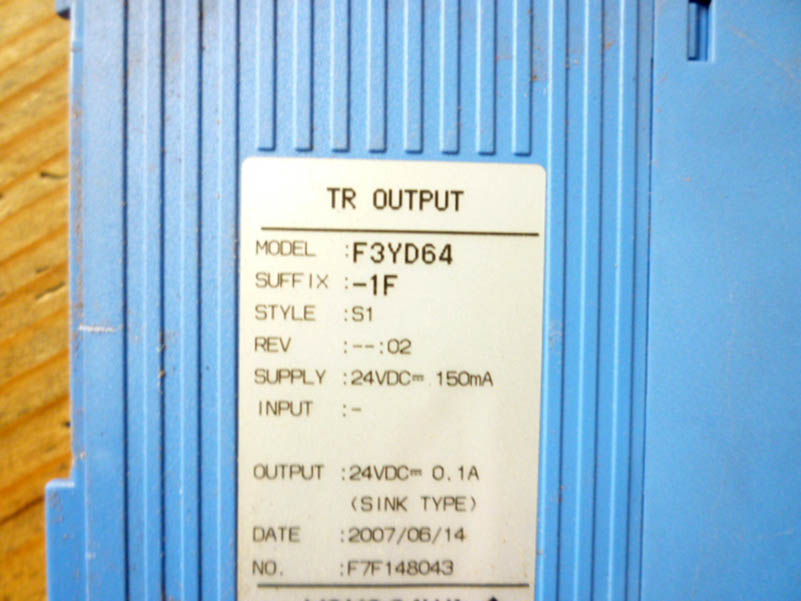 TR OUTPUT
MODEL :F3YD64
SUFFIX :-1F
STYLE :S1
REV :--:02
SUPPLY :24VDC⎓ 150mA
INPUT :-
OUTPUT :24VDC⎓ 0.1A
(SINK TYPE)
DATE :2007/06/14
NO. :F7F148043